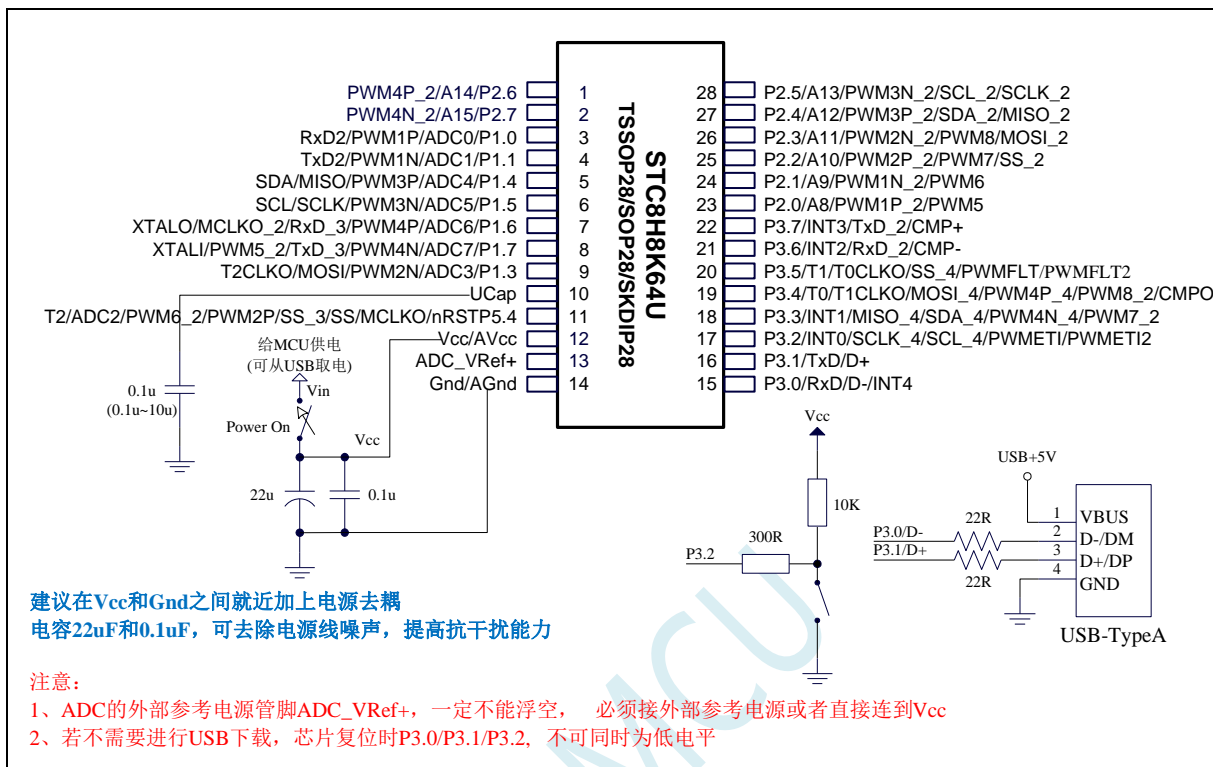 STC8H8K64U
TSSOP28/SOP28/SKDIP28
PWM4P_2/A14/P2.6 1
PWM4N_2/A15/P2.7 2
RxD2/PWM1P/ADC0/P1.0 3
TxD2/PWM1N/ADC1/P1.1 4
SDA/MISO/PWM3P/ADC4/P1.4 5
SCL/SCLK/PWM3N/ADC5/P1.5 6
XTALO/MCLKO_2/RxD_3/PWM4P/ADC6/P1.6 7
XTALI/PWM5_2/TxD_3/PWM4N/ADC7/P1.7 8
T2CLKO/MOSI/PWM2N/ADC3/P1.3 9
UCap 10
T2/ADC2/PWM6_2/PWM2P/SS_3/SS/MCLKO/nRSTP5.4 11
Vcc/AVcc 12
ADC_VRef+ 13
Gnd/AGnd 14
28 P2.5/A13/PWM3N_2/SCL_2/SCLK_2
27 P2.4/A12/PWM3P_2/SDA_2/MISO_2
26 P2.3/A11/PWM2N_2/PWM8/MOSI_2
25 P2.2/A10/PWM2P_2/PWM7/SS_2
24 P2.1/A9/PWM1N_2/PWM6
23 P2.0/A8/PWM1P_2/PWM5
22 P3.7/INT3/TxD_2/CMP+
21 P3.6/INT2/RxD_2/CMP-
20 P3.5/T1/T0CLKO/SS_4/PWMFLT/PWMFLT2
19 P3.4/T0/T1CLKO/MOSI_4/PWM4P_4/PWM8_2/CMPO
18 P3.3/INT1/MISO_4/SDA_4/PWM4N_4/PWM7_2
17 P3.2/INT0/SCLK_4/SCL_4/PWMETI/PWMETI2
16 P3.1/TxD/D+
15 P3.0/RxD/D-/INT4
给MCU供电
(可从USB取电)
Vin
Power On
Vcc
0.1u
(0.1u~10u)
22u
0.1u
Vcc
10K
300R
P3.2
USB+5V
P3.0/D-
P3.1/D+
22R
22R
1 VBUS
2 D-/DM
3 D+/DP
4 GND
USB-TypeA
建议在Vcc和Gnd之间就近加上电源去耦
电容22uF和0.1uF，可去除电源线噪声，提高抗干扰能力
注意：
1、ADC的外部参考电源管脚ADC_VRef+，一定不能浮空， 必须接外部参考电源或者直接连到Vcc
2、若不需要进行USB下载，芯片复位时P3.0/P3.1/P3.2, 不可同时为低电平
MCU